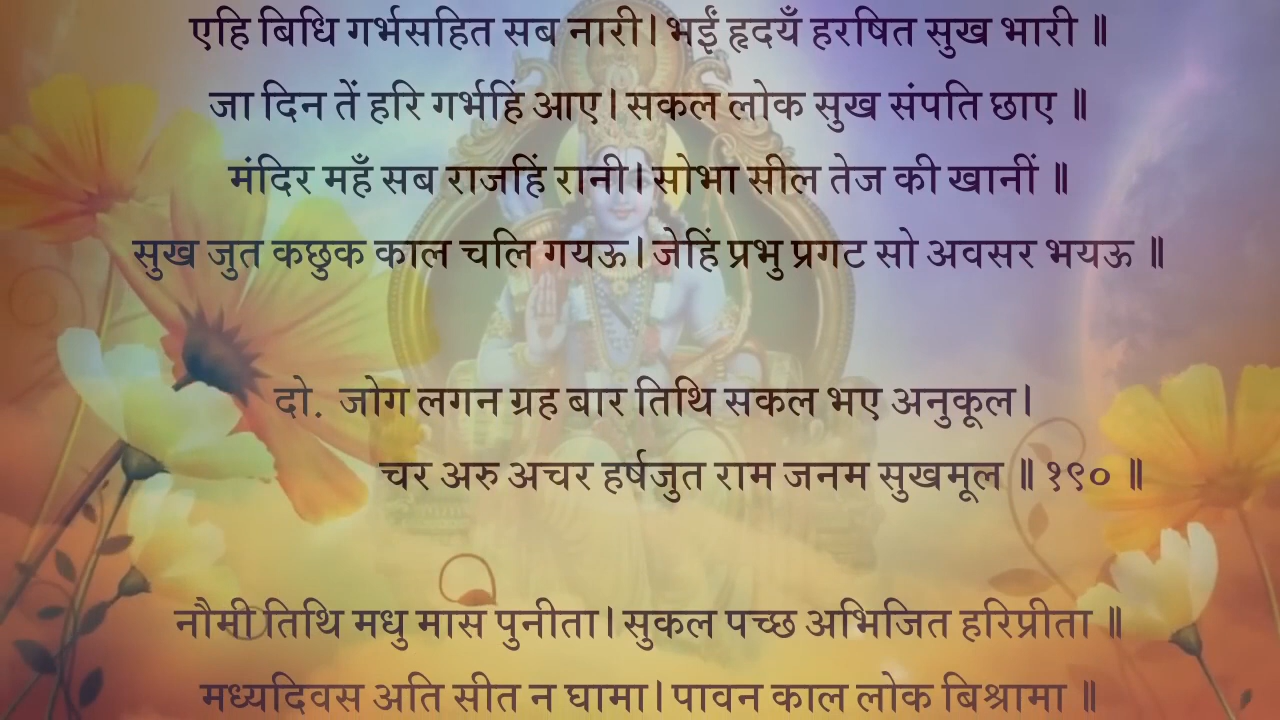 एहि बिधि गर्भसहित सब नारी। भईं हृदयँ हरषित सुख भारी ॥
जा दिन तें हरि गर्भहिं आए। सकल लोक सुख संपति छाए ॥
मंदिर महँ सब राजहिं रानी। सोभा सील तेज की खानीं ॥
सुख जुत कछुक काल चलि गयऊ। जेहिं प्रभु प्रगट सो अवसर भयऊ ॥
दो. जोग लगन ग्रह बार तिथि सकल भए अनुकूल।
चर अरु अचर हर्षजुत राम जनम सुखमूल ॥ १९० ॥
नौमी तिथि मधु मास पुनीता। सुकल पच्छ अभिजित हरिप्रीता ॥
मध्यदिवस अति सीत न घामा। पावन काल लोक बिश्रामा ॥